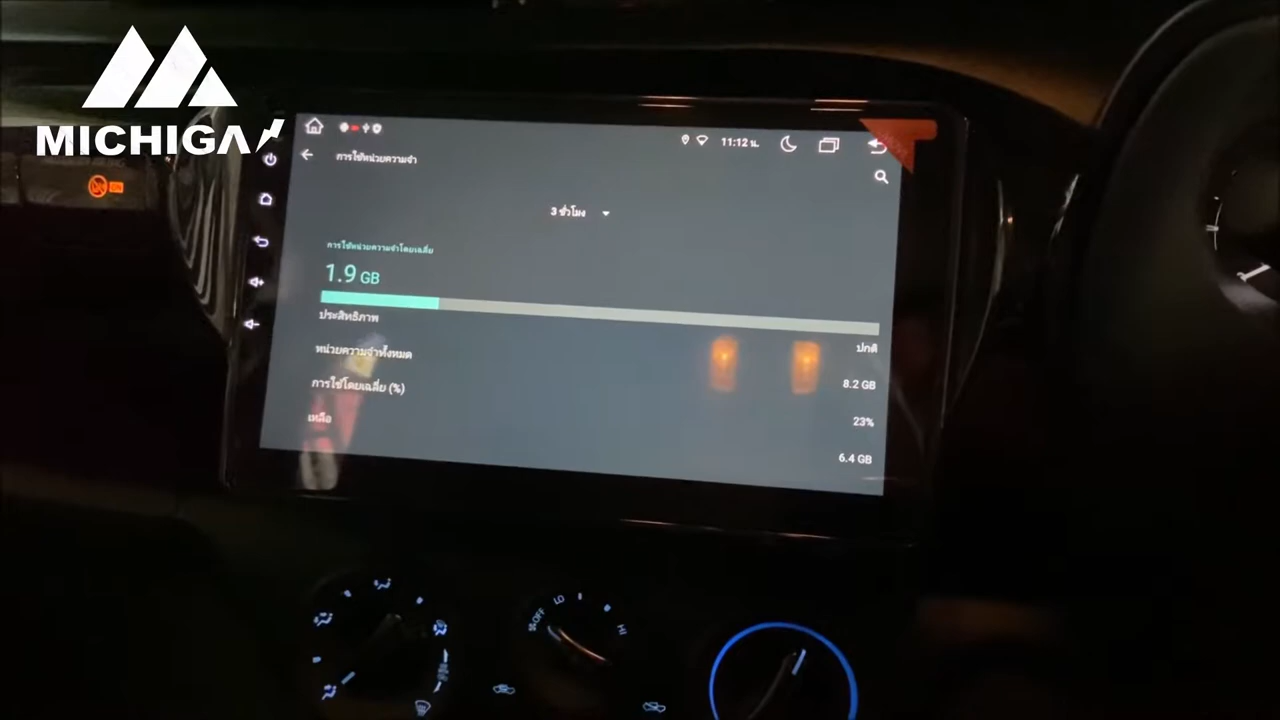 MICHIGA
11:12 น.
การใช้หน่วยความจำ
3 ชั่วโมง
การใช้หน่วยความจำโดยเฉลี่ย
1.9 GB
ประสิทธิภาพ
ปกติ
หน่วยความจำทั้งหมด
8.2 GB
การใช้โดยเฉลี่ย (%)
23%
เหลือ
6.4 GB
OFF
LO
HI